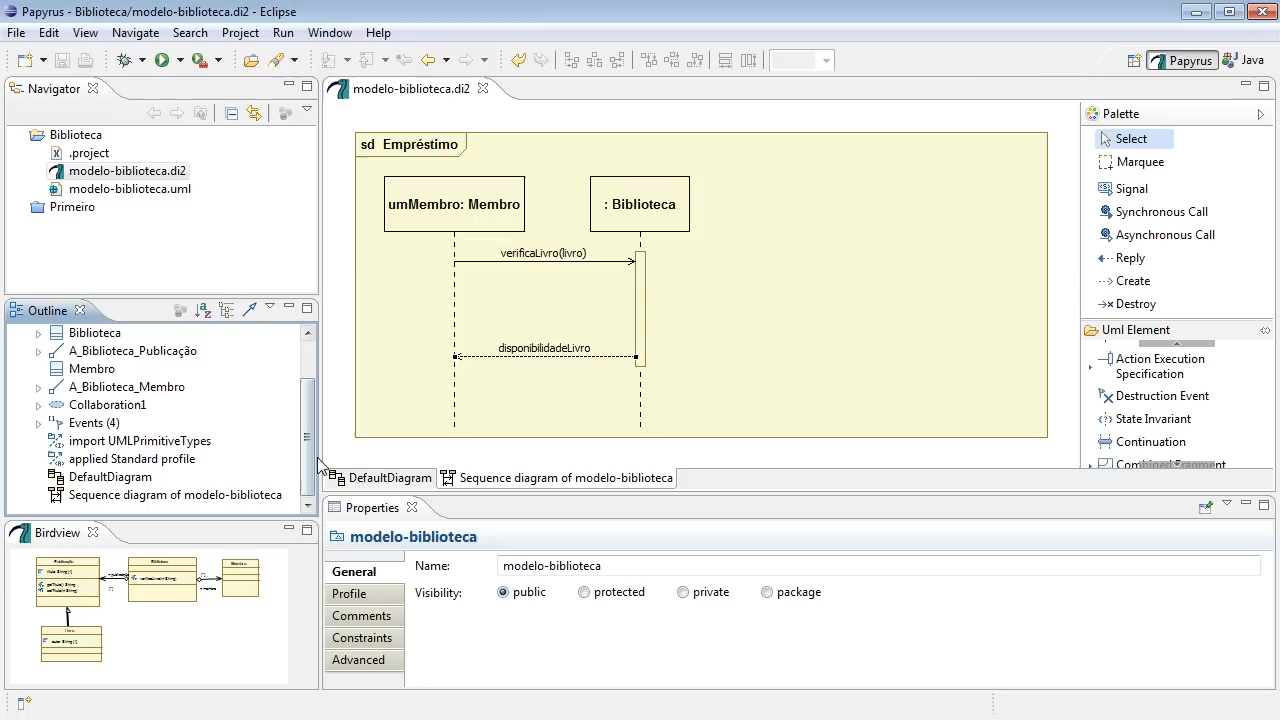 Papyrus - Biblioteca/modelo-biblioteca.di2 - Eclipse
File Edit View Navigate Search Project Run Window Help
Papyrus Java
Navigator
Biblioteca
.project
modelo-biblioteca.di2
modelo-biblioteca.uml
Primeiro
Outline
Biblioteca
A_Biblioteca_Publicação
Membro
A_Biblioteca_Membro
Collaboration1
Events (4)
import UMLPrimitiveTypes
applied Standard profile
DefaultDiagram
Sequence diagram of modelo-biblioteca
Birdview
modelo-biblioteca.di2
sd Empréstimo
umMembro: Membro
: Biblioteca
verificaLivro(livro)
disponibilidadeLivro
DefaultDiagram
Sequence diagram of modelo-biblioteca
Palette
Select
Marquee
Signal
Synchronous Call
Asynchronous Call
Reply
Create
Destroy
Uml Element
Action Execution
Specification
Destruction Event
State Invariant
Continuation
Combined Fragment
Properties
modelo-biblioteca
General
Profile
Comments
Constraints
Advanced
Name: modelo-biblioteca
Visibility: public protected private package